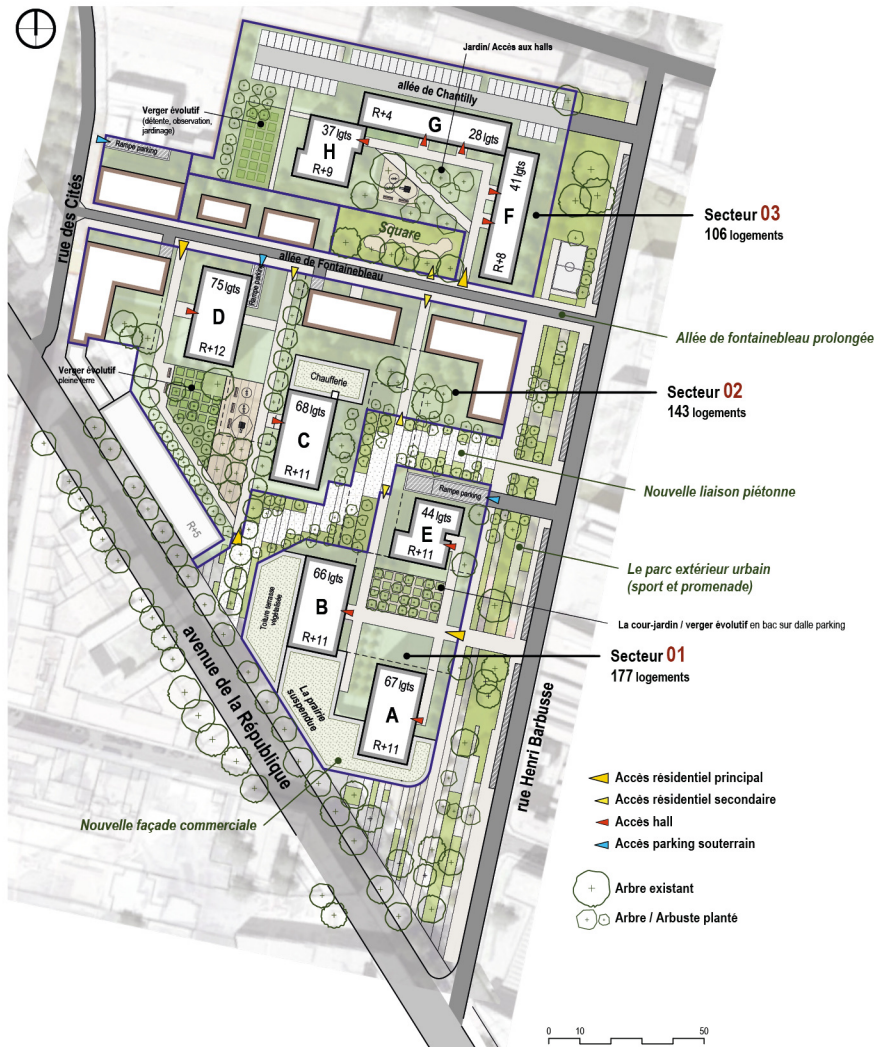 Jardin/ Accès aux halls
allée de Chantilly
Verger évolutif
(détente, observation,
jardinage)
R+4
G
28 lgts
37 lgts
H
R+9
Rampe parking
41 lgts
F
R+8
Secteur 03
106 logements
rue des Cités
Square
allée de Fontainebleau
Rampe parking
75 lgts
D
R+12
Allée de fontainebleau prolongée
Verger évolutif
pleine terre
Chaufferie
Secteur 02
143 logements
68 lgts
C
R+11
Rampe parking
Nouvelle liaison piétonne
R+5
44 lgts
E
R+11
Le parc extérieur urbain
(sport et promenade)
66 lgts
B
R+11
Toiture terrasse
végétalisée
La cour-jardin / verger évolutif en bac sur dalle parking
Secteur 01
177 logements
avenue de la République
La prairie
suspendue
67 lgts
A
R+11
rue Henri Barbusse
Nouvelle façade commerciale
Accès résidentiel principal
Accès résidentiel secondaire
Accès hall
Accès parking souterrain
Arbre existant
Arbre / Arbuste planté
0 10 50